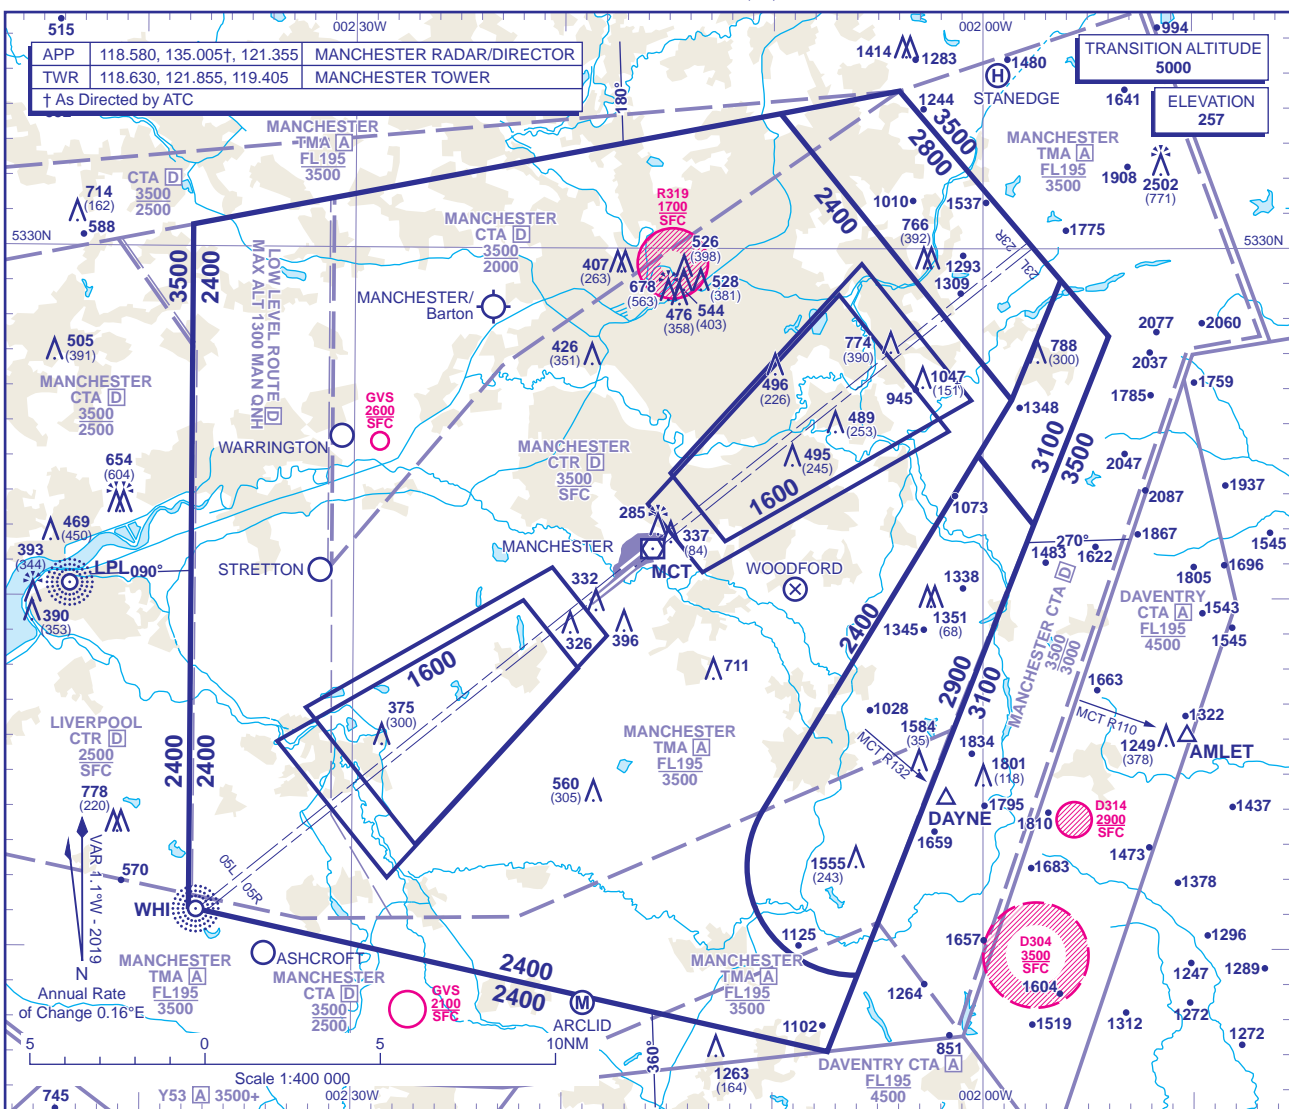 515
002 30W
002 00W
994
APP 118.580, 135.005†, 121.355 MANCHESTER RADAR/DIRECTOR
TWR 118.630, 121.855, 119.405 MANCHESTER TOWER
† As Directed by ATC
TRANSITION ALTITUDE
5000
ELEVATION
257
1414
1283
1480
STANEDGE
H
1641
180°
1244
3500
2800
MANCHESTER
TMA A
FL195
3500
MANCHESTER
TMA A
FL195
3500
CTA D
3500
2500
714
(162)
588
1908
2502
(771)
R319
1700
SFC
2400
1010
1537
766
(392)
1775
MANCHESTER
CTA D
3500
2000
5330N
5330N
526
(398)
407
(263)
678
(563)
528
(381)
476
(358)
544
(403)
1293
1309
23R
23L
3500
2400
LOW LEVEL ROUTE D
MAX ALT 1300 MAN QNH
MANCHESTER/
Barton
505
(391)
426
(351)
774
(390)
788
(300)
2077
2060
2037
MANCHESTER
CTA D
3500
2500
GVS
2600
SFC
496
(226)
1047
(151)
945
1759
1785
1348
489
(253)
WARRINGTON
MANCHESTER
CTR D
3500
SFC
495
(245)
3100
3500
2047
654
(604)
1600
1073
2087
1937
469
(450)
285
337
(84)
1867
1545
393
(344)
LPL
090°
STRETTON
MANCHESTER
MCT
WOODFORD
270°
1483
1622
1696
1805
390
(353)
332
326
396
1338
1351
(68)
1345
DAVENTRY
CTA A
FL195
4500
1543
1545
MANCHESTER CTA D
3500
3000
2400
1600
711
2900
3100
1663
375
(300)
1028
MCT R110
1322
LIVERPOOL
CTR D
2500
SFC
2400
2400
MANCHESTER
TMA A
FL195
3500
1584
(35)
MCT R132
1834
1249
(378)
AMLET
1801
(118)
778
(220)
560
(305)
DAYNE
1795
1810
D314
2900
SFC
1437
1659
VAR 1.1°W - 2019
N
Annual Rate
of Change 0.16°E
570
05L
05R
1555
(243)
1473
1683
1378
WHI
1125
1657
D304
3500
SFC
1604
1296
1289
1247
ASHCROFT
2400
2400
MANCHESTER
TMA A
FL195
3500
MANCHESTER
CTA D
3500
2500
GVS
2100
SFC
M
ARCLID
MANCHESTER
TMA A
3500
1264
1102
1519
1312
1272
1272
851
360°
1263
(164)
DAVENTRY CTA A
FL195
4500
5 0 5 10NM
Scale 1:400 000
745
Y53 A 3500+
002 30W
002 00W